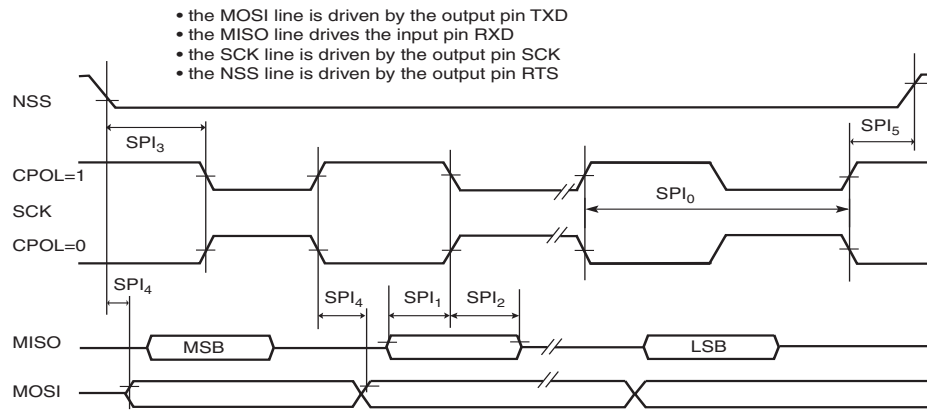 • the MOSI line is driven by the output pin TXD
• the MISO line drives the input pin RXD
• the SCK line is driven by the output pin SCK
• the NSS line is driven by the output pin RTS
NSS
SPI₃
SPI₅
CPOL=1
SCK
SPI₀
CPOL=0
SPI₄
SPI₄
SPI₁
SPI₂
MISO
MSB
LSB
MOSI